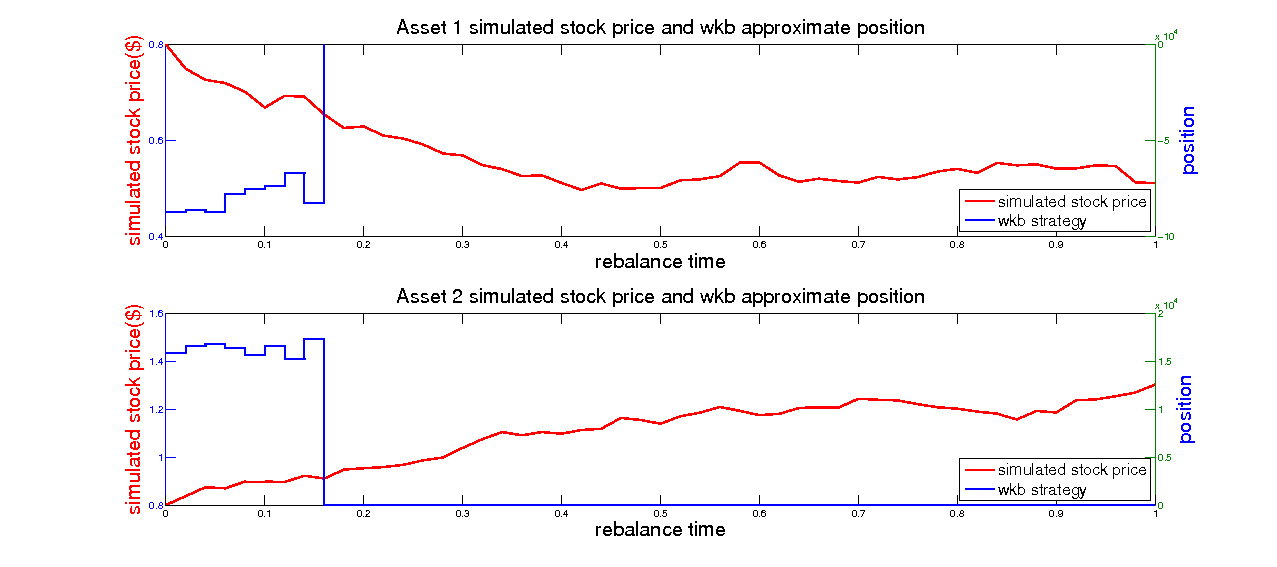 Asset 1 simulated stock price and wkb approximate position
x 10^4
0.8
0.6
0.4
0
-5
-10
simulated stock price($)
position
simulated stock price
wkb strategy
0 0.1 0.2 0.3 0.4 0.5 0.6 0.7 0.8 0.9 1
rebalance time
Asset 2 simulated stock price and wkb approximate position
x 10^4
1.6
1.4
1.2
1
0.8
2
1.5
1
0.5
0
simulated stock price($)
position
simulated stock price
wkb strategy
0 0.1 0.2 0.3 0.4 0.5 0.6 0.7 0.8 0.9 1
rebalance time